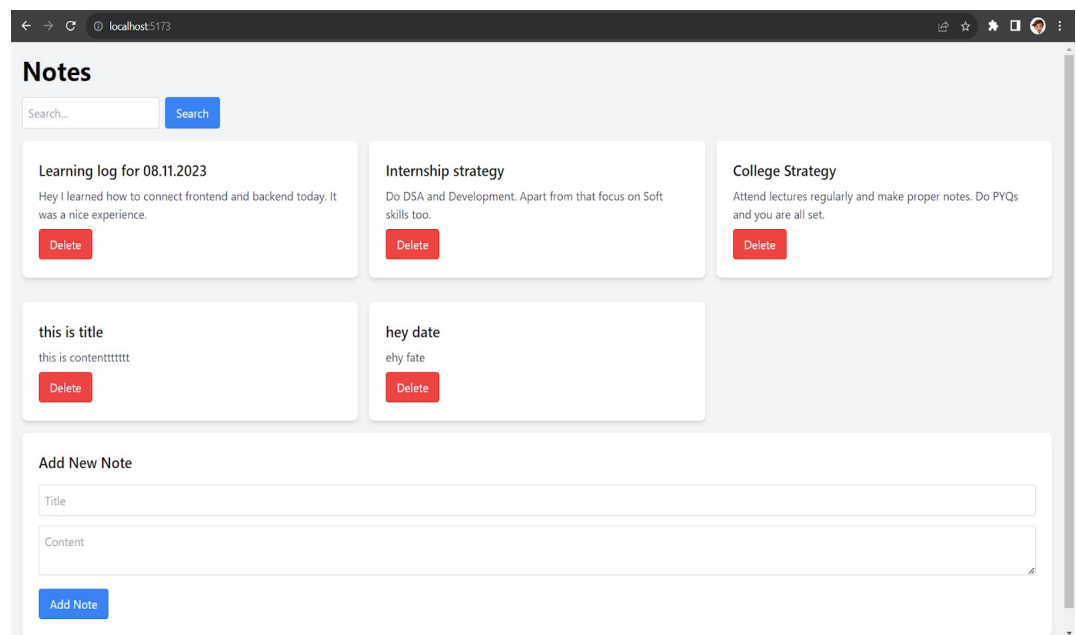 localhost:5173
Notes
Search...
Search
Learning log for 08.11.2023
Hey I learned how to connect frontend and backend today. It
was a nice experience.
Delete
Internship strategy
Do DSA and Development. Apart from that focus on Soft
skills too.
Delete
College Strategy
Attend lectures regularly and make proper notes. Do PYQs
and you are all set.
Delete
this is title
this is contenttttttt
Delete
hey date
ehy fate
Delete
Add New Note
Title
Content
Add Note